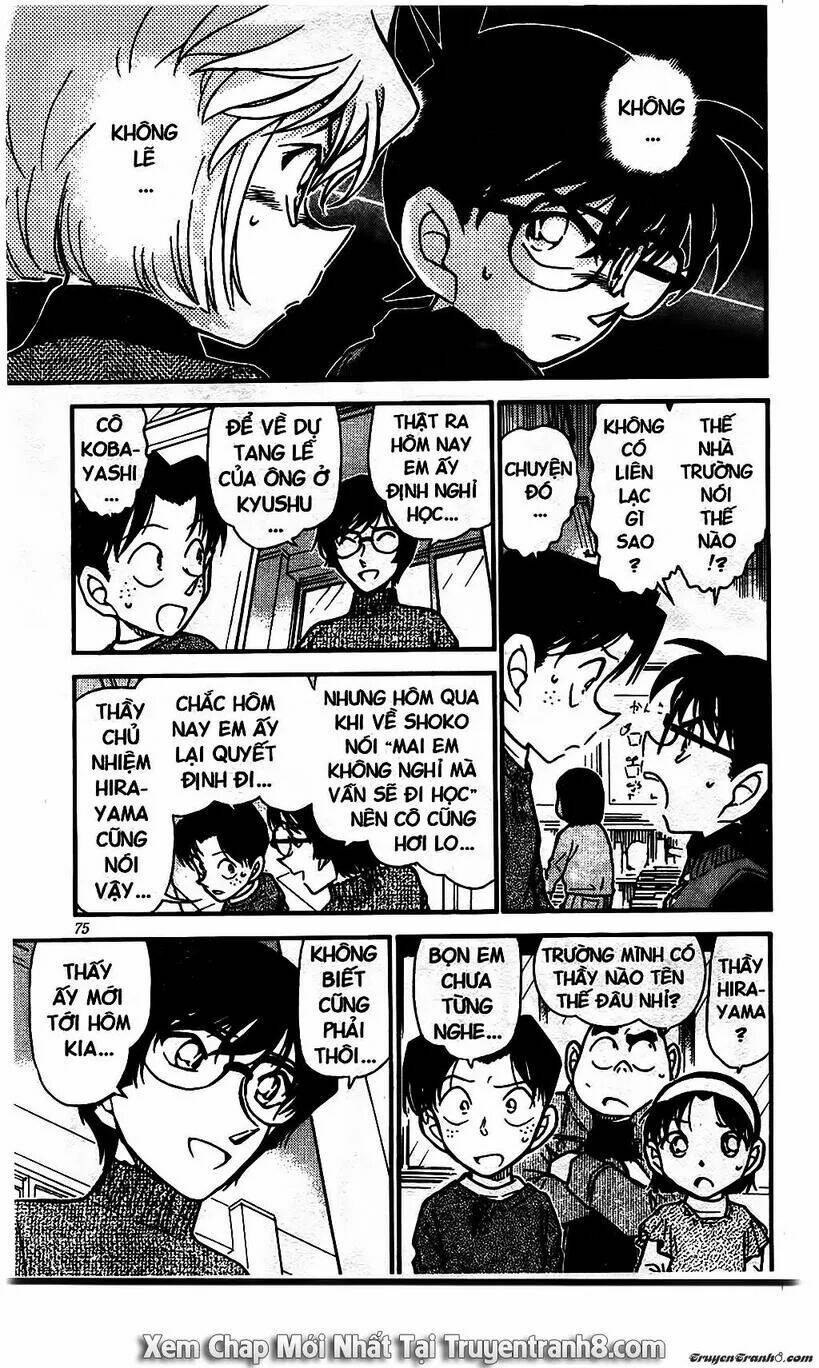 KHÔNG
...
KHÔNG
LẼ
...
THẾ
NHÀ
TRƯỜNG
NÓI
THẾ
NÀO
!?
KHÔNG
CÓ
LIÊN
LẠC
GÌ
SAO
?
CHUYỆN
ĐÓ
...
THẬT RA
HÔM NAY
EM ẤY
ĐỊNH NGHỈ
HỌC...
ĐỂ VỀ DỰ
TANG LỄ
CỦA ÔNG Ở
KYUSHU
...
CÔ
KOBA-
YASHI
...
NHƯNG HÔM QUA
KHI VỀ SHOKO
NÓI “MAI EM
KHÔNG NGHỈ MÀ
VẪN SẼ ĐI HỌC”
NÊN CÔ CŨNG
HƠI LO...
CHẮC HÔM
NAY EM ẤY
LẠI QUYẾT
ĐỊNH ĐI...
THẦY
CHỦ
NHIỆM
HIRA-
YAMA
CŨNG
NÓI
VẬY...
75
THẦY
HIRA-
YAMA
?
TRƯỜNG MÌNH CÓ
THẦY NÀO TÊN
THẾ ĐÂU NHỈ?
BỌN EM
CHƯA
TỪNG
NGHE...
KHÔNG
BIẾT
CŨNG
PHẢI
THÔI...
THẤY
ẤY MỚI
TỚI HÔM
KIA...
Xem Chap Mới Nhất Tại Truyentranh8.com
TruyenTranh8.com